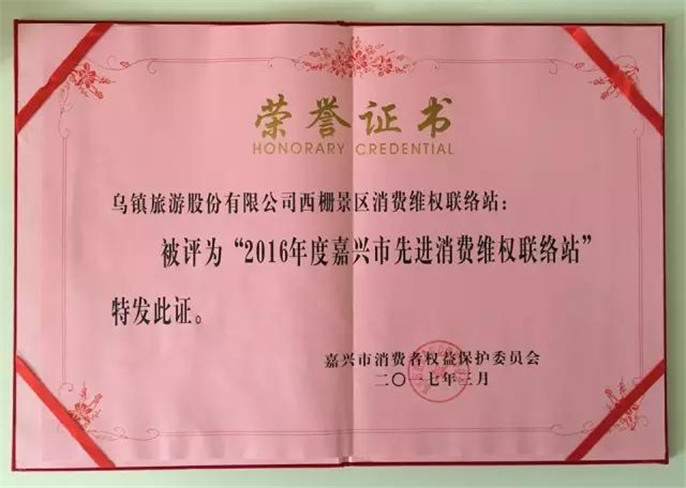 荣誉证书
HONORARY CREDENTIAL
乌镇旅游股份有限公司西栅景区消费维权联络站：
被评为“2016年度嘉兴市先进消费维权联络站”
特发此证。
嘉兴市消费者权益保护委员会
二〇一七年三月